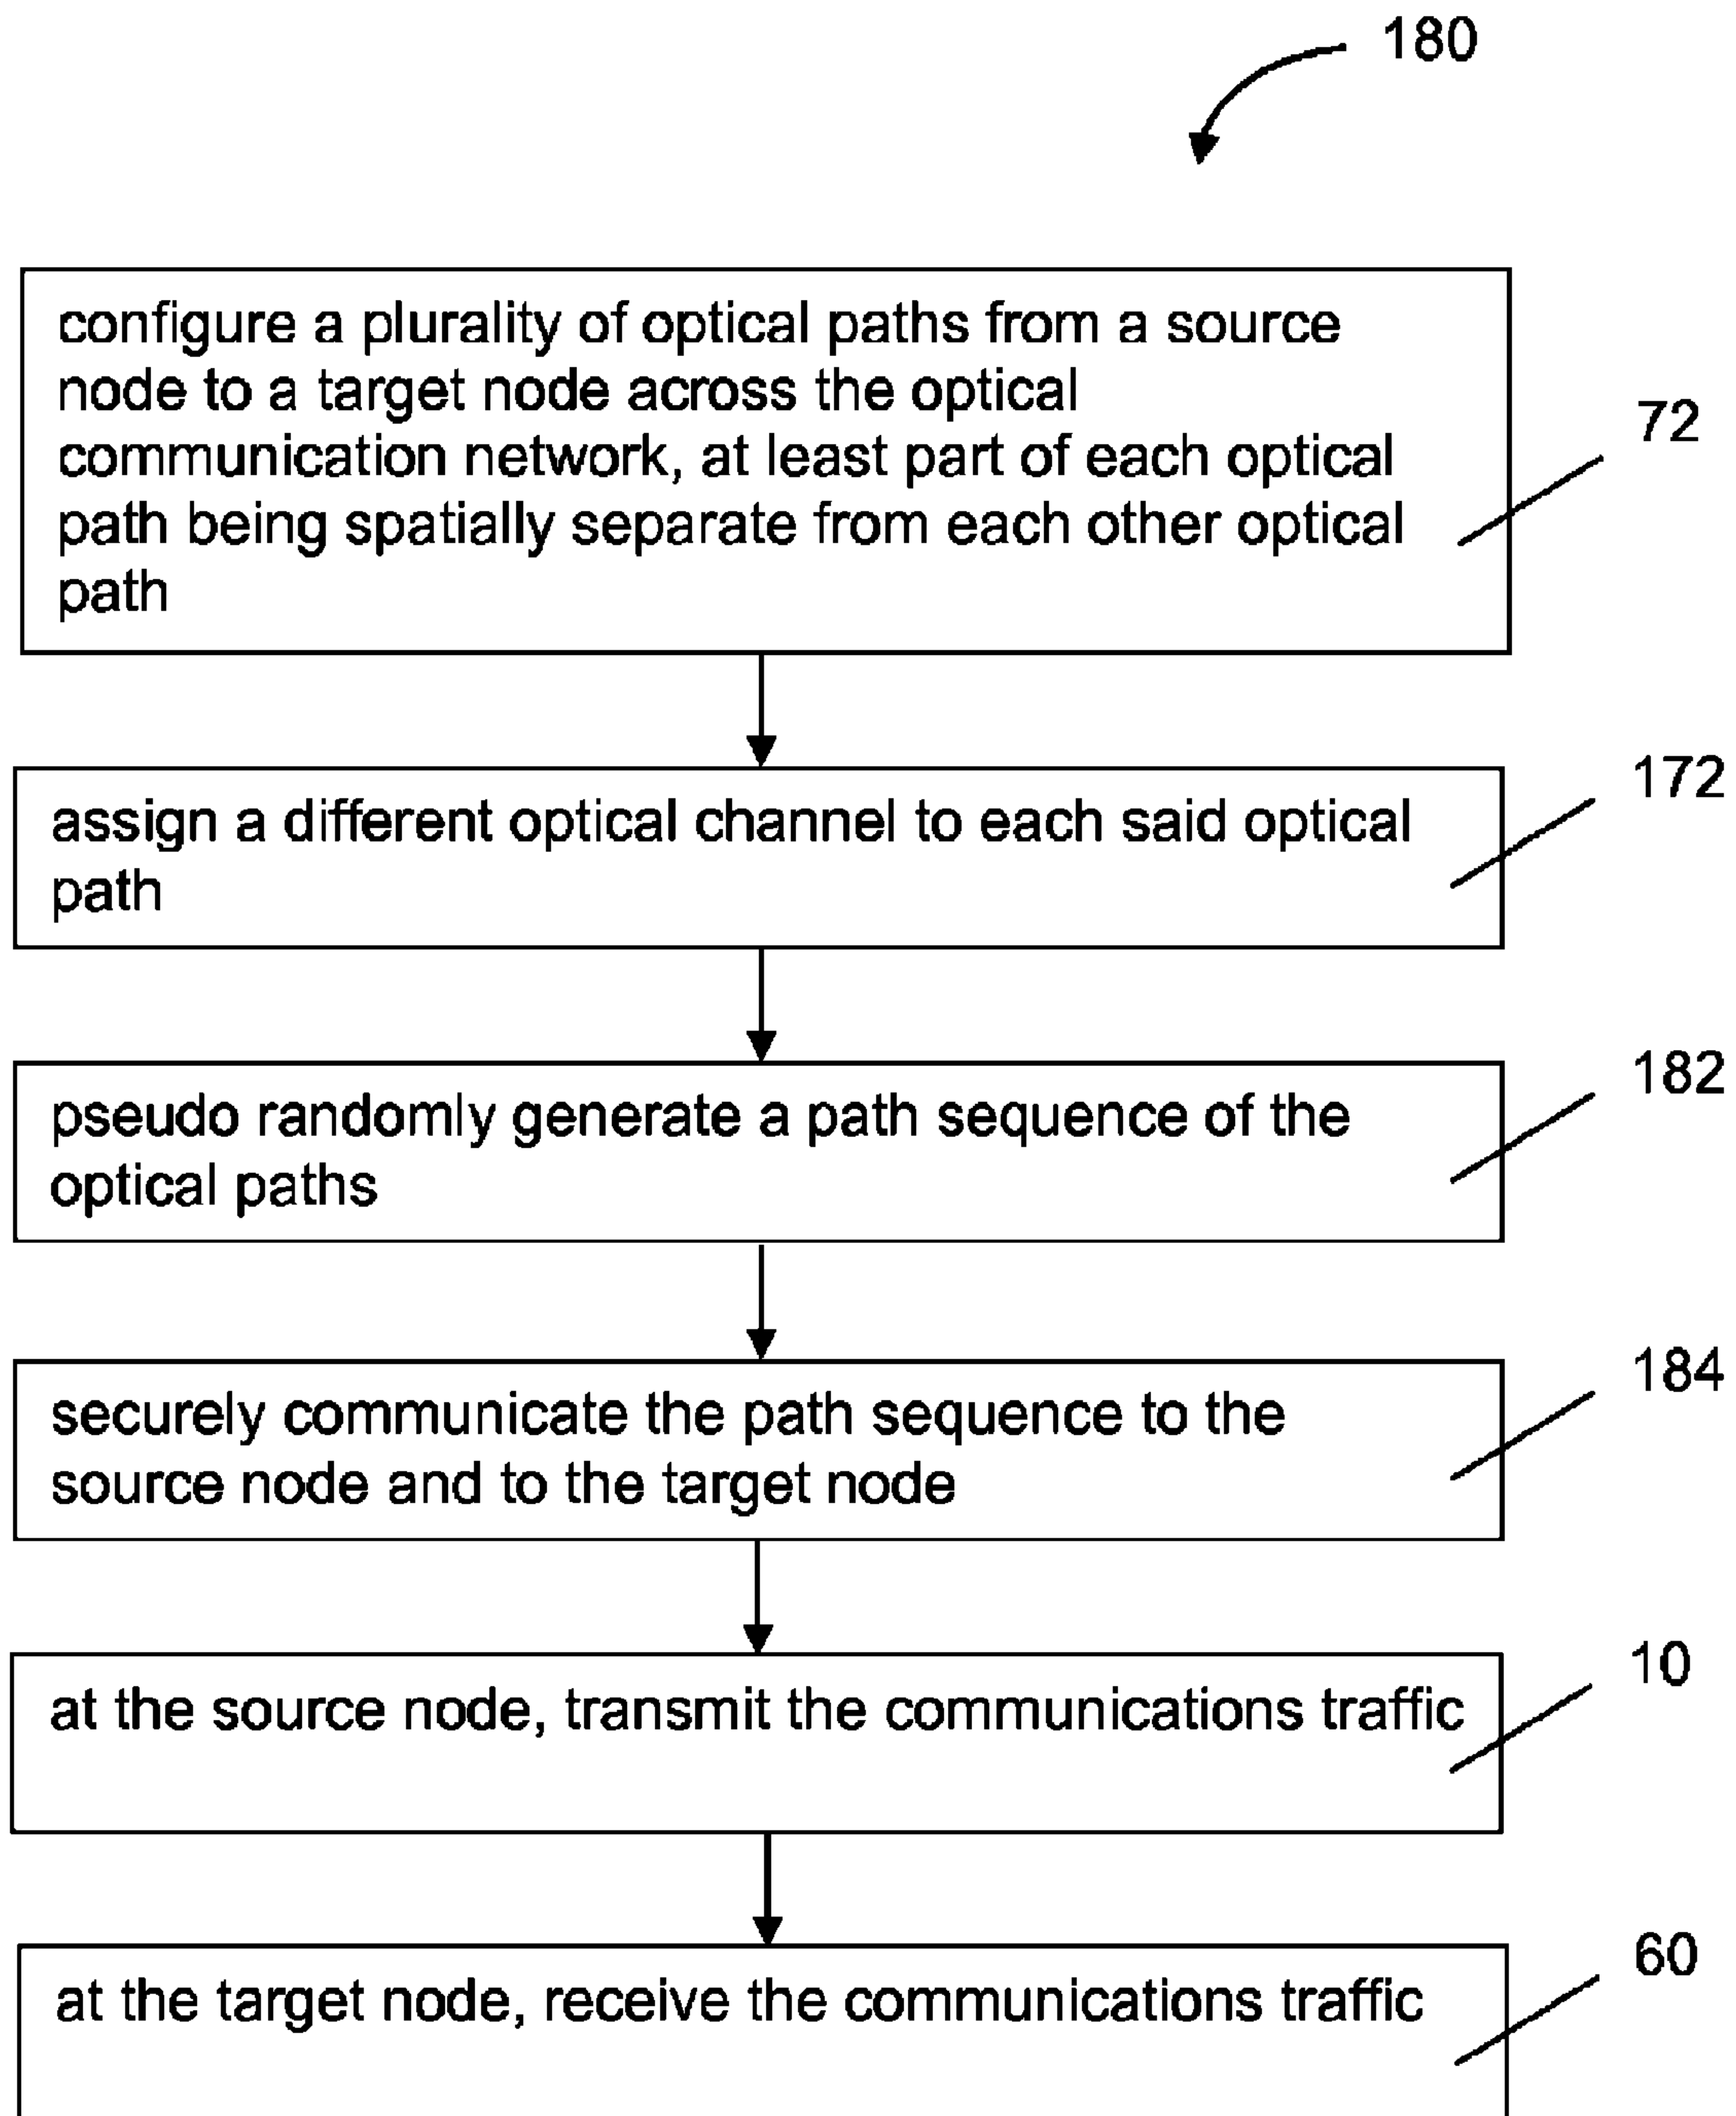 180
configure a plurality of optical paths from a source
node to a target node across the optical
communication network, at least part of each optical
path being spatially separate from each other optical
path
72
assign a different optical channel to each said optical
path
172
pseudo randomly generate a path sequence of the
optical paths
182
securely communicate the path sequence to the
source node and to the target node
184
at the source node, transmit the communications traffic
10
at the target node, receive the communications traffic
60